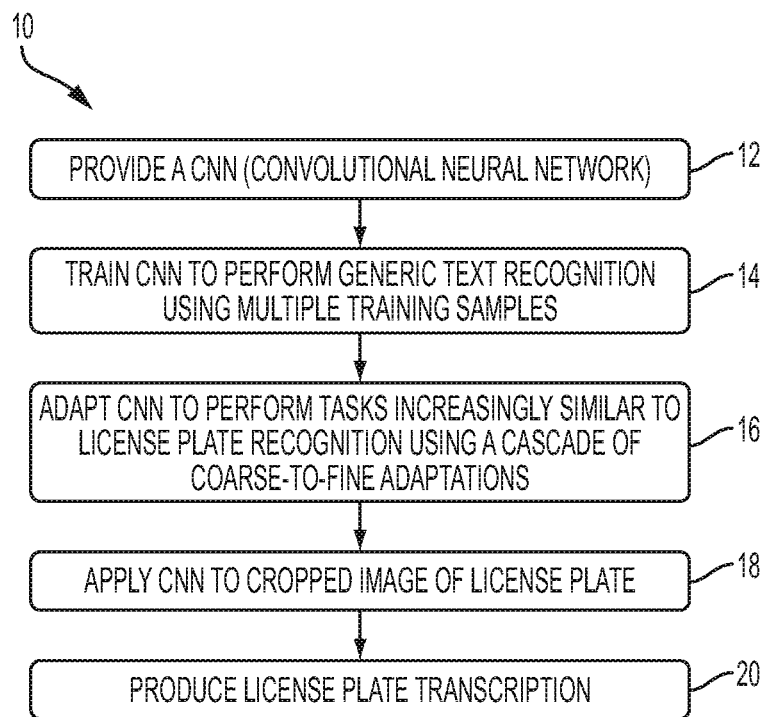 10
PROVIDE A CNN (CONVOLUTIONAL NEURAL NETWORK)
12
TRAIN CNN TO PERFORM GENERIC TEXT RECOGNITION
USING MULTIPLE TRAINING SAMPLES
14
ADAPT CNN TO PERFORM TASKS INCREASINGLY SIMILAR TO
LICENSE PLATE RECOGNITION USING A CASCADE OF
COARSE-TO-FINE ADAPTATIONS
16
APPLY CNN TO CROPPED IMAGE OF LICENSE PLATE
18
PRODUCE LICENSE PLATE TRANSCRIPTION
20